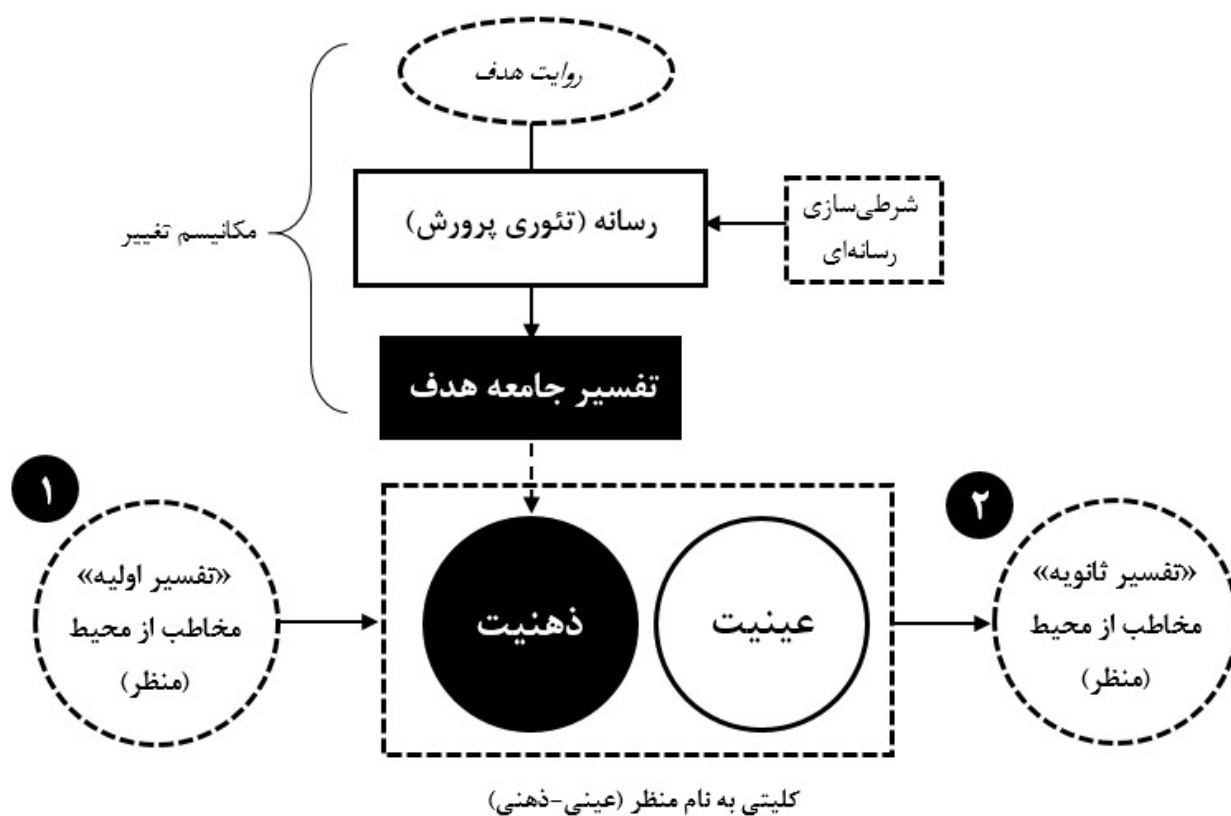 روایت هدف
رسانه (تئوری پرورش)
شرطی‌سازی
رسانه‌ای
مکانیسم تغییر
تفسیر جامعه هدف
۱
«تفسیر اولیه»
مخاطب از محیط
(منظر)
ذهنیت
عینیت
۲
«تفسیر ثانویه»
مخاطب از محیط
(منظر)
کلیتی به نام منظر (عینی-ذهنی)